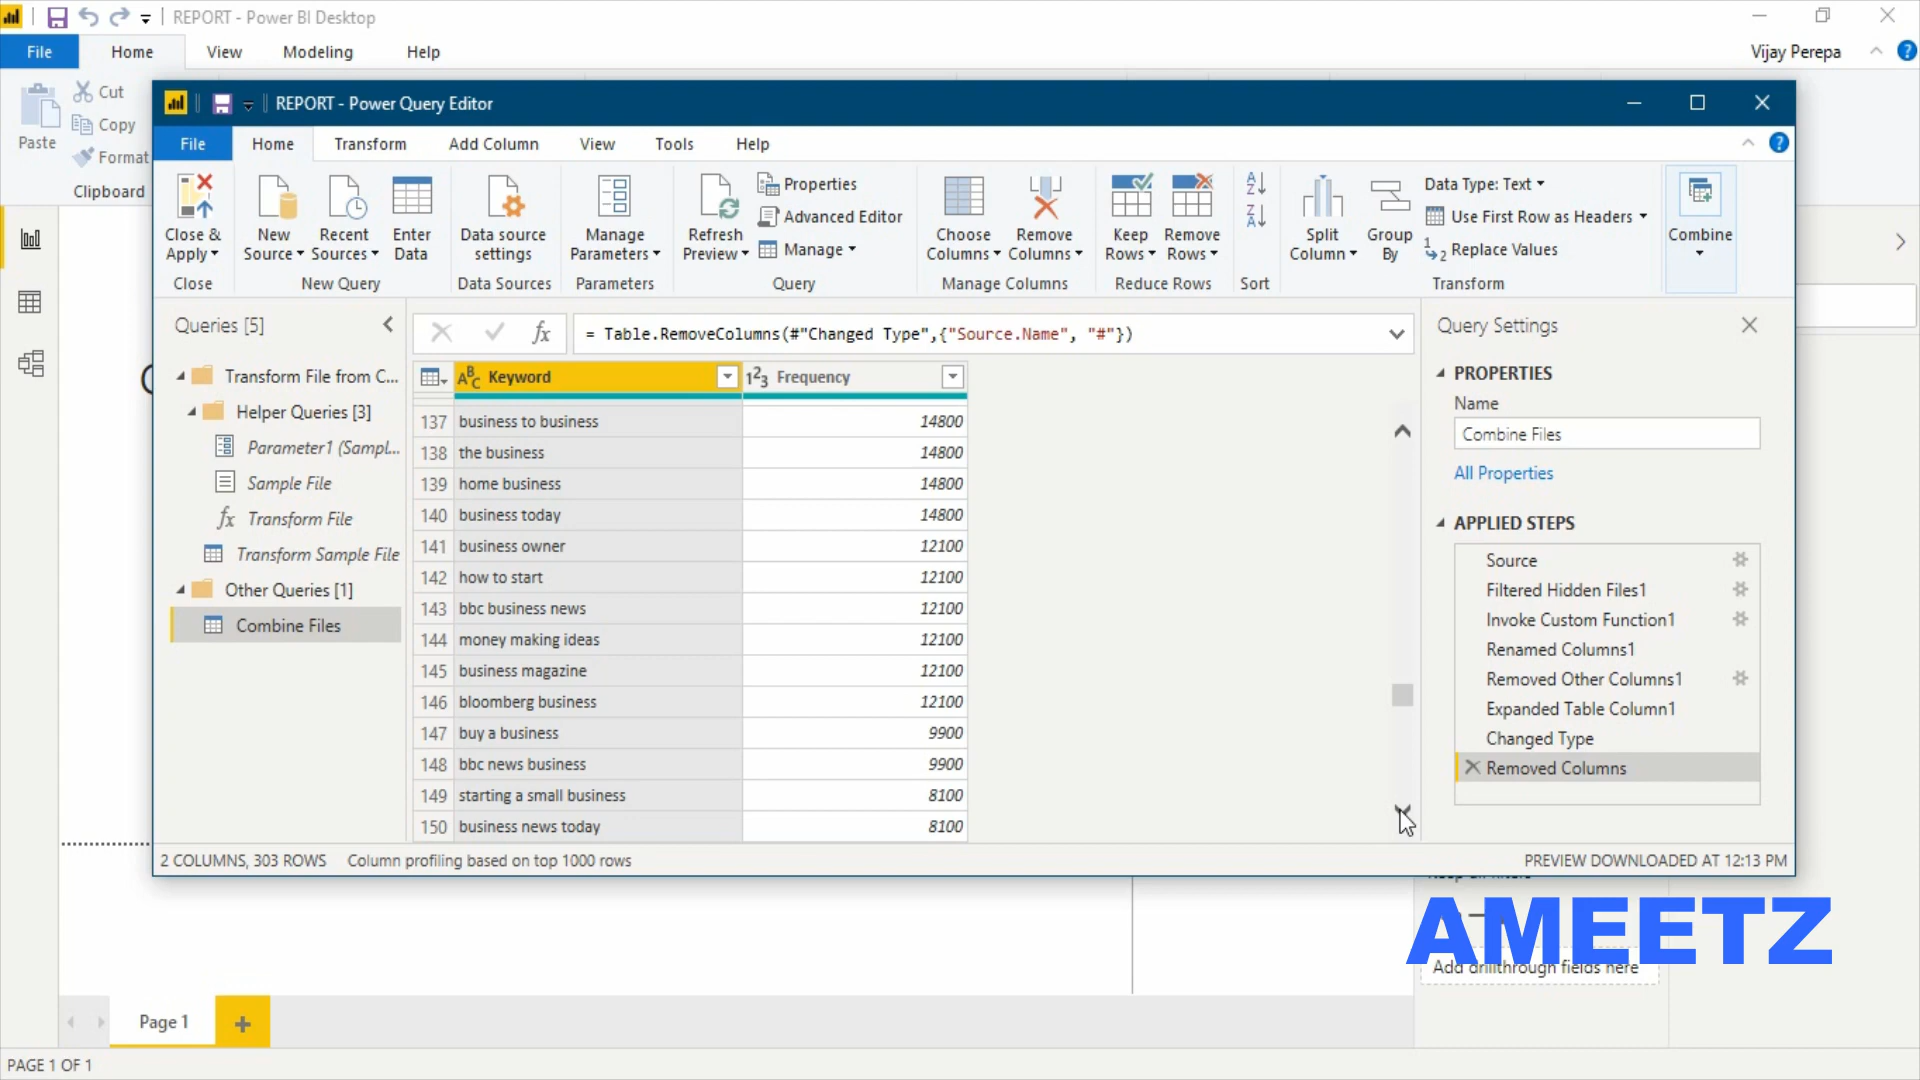 REPORT - Power BI Desktop
File Home View Modeling Help
Vijay Perepa
Paste
Cut
Copy
Format
Clipboard
REPORT - Power Query Editor
File Home Transform Add Column View Tools Help
Close & Apply
New Source
Recent Sources
Enter Data
Data source settings
Manage Parameters
Refresh Preview
Properties
Advanced Editor
Manage
Choose Columns
Remove Columns
Keep Rows
Remove Rows
Split Column
Group By
Data Type: Text
Use First Row as Headers
Replace Values
Combine
Close
New Query
Data Sources
Parameters
Query
Manage Columns
Reduce Rows
Sort
Transform
Queries [5]
Transform File from C...
Helper Queries [3]
Parameter1 (Sampl...
Sample File
Transform File
Transform Sample File
Other Queries [1]
Combine Files
= Table.RemoveColumns(#"Changed Type",{"Source.Name", "#"})
Keyword Frequency
137 business to business 14800
138 the business 14800
139 home business 14800
140 business today 14800
141 business owner 12100
142 how to start 12100
143 bbc business news 12100
144 money making ideas 12100
145 business magazine 12100
146 bloomberg business 12100
147 buy a business 9900
148 bbc news business 9900
149 starting a small business 8100
150 business news today 8100
Query Settings
PROPERTIES
Name
Combine Files
All Properties
APPLIED STEPS
Source
Filtered Hidden Files1
Invoke Custom Function1
Renamed Columns1
Removed Other Columns1
Expanded Table Column1
Changed Type
Removed Columns
2 COLUMNS, 303 ROWS Column profiling based on top 1000 rows
PREVIEW DOWNLOADED AT 12:13 PM
AMEETZ
Add drillthrough fields here
Page 1
PAGE 1 OF 1